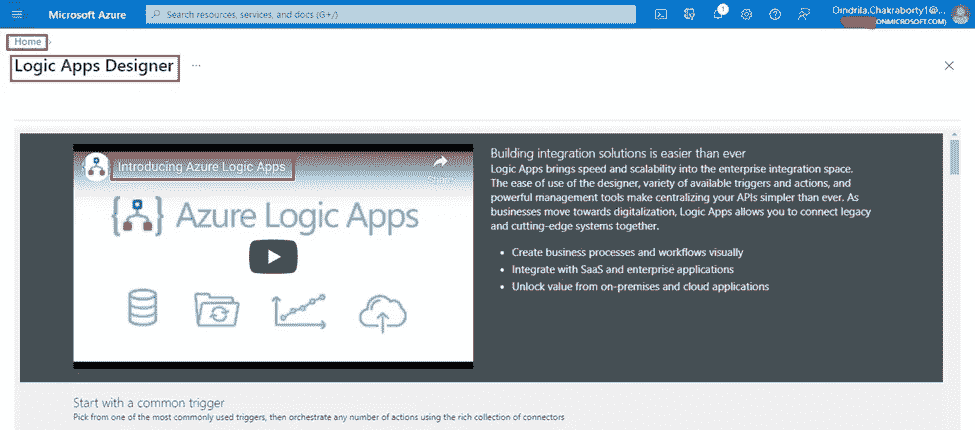 Microsoft Azure
Search resources, services, and docs (G+/)
1
Oindrila.Chakraborty1@...
ONMICROSOFT.COM)
Home
Logic Apps Designer
...
Introducing Azure Logic Apps
Azure Logic Apps
Building integration solutions is easier than ever
Logic Apps brings speed and scalability into the enterprise integration space.
The ease of use of the designer, variety of available triggers and actions, and
powerful management tools make centralizing your APIs simpler than ever. As
businesses move towards digitalization, Logic Apps allows you to connect legacy
and cutting-edge systems together.
• Create business processes and workflows visually
• Integrate with SaaS and enterprise applications
• Unlock value from on-premises and cloud applications
Start with a common trigger
Pick from one of the most commonly used triggers, then orchestrate any number of actions using the rich collection of connectors